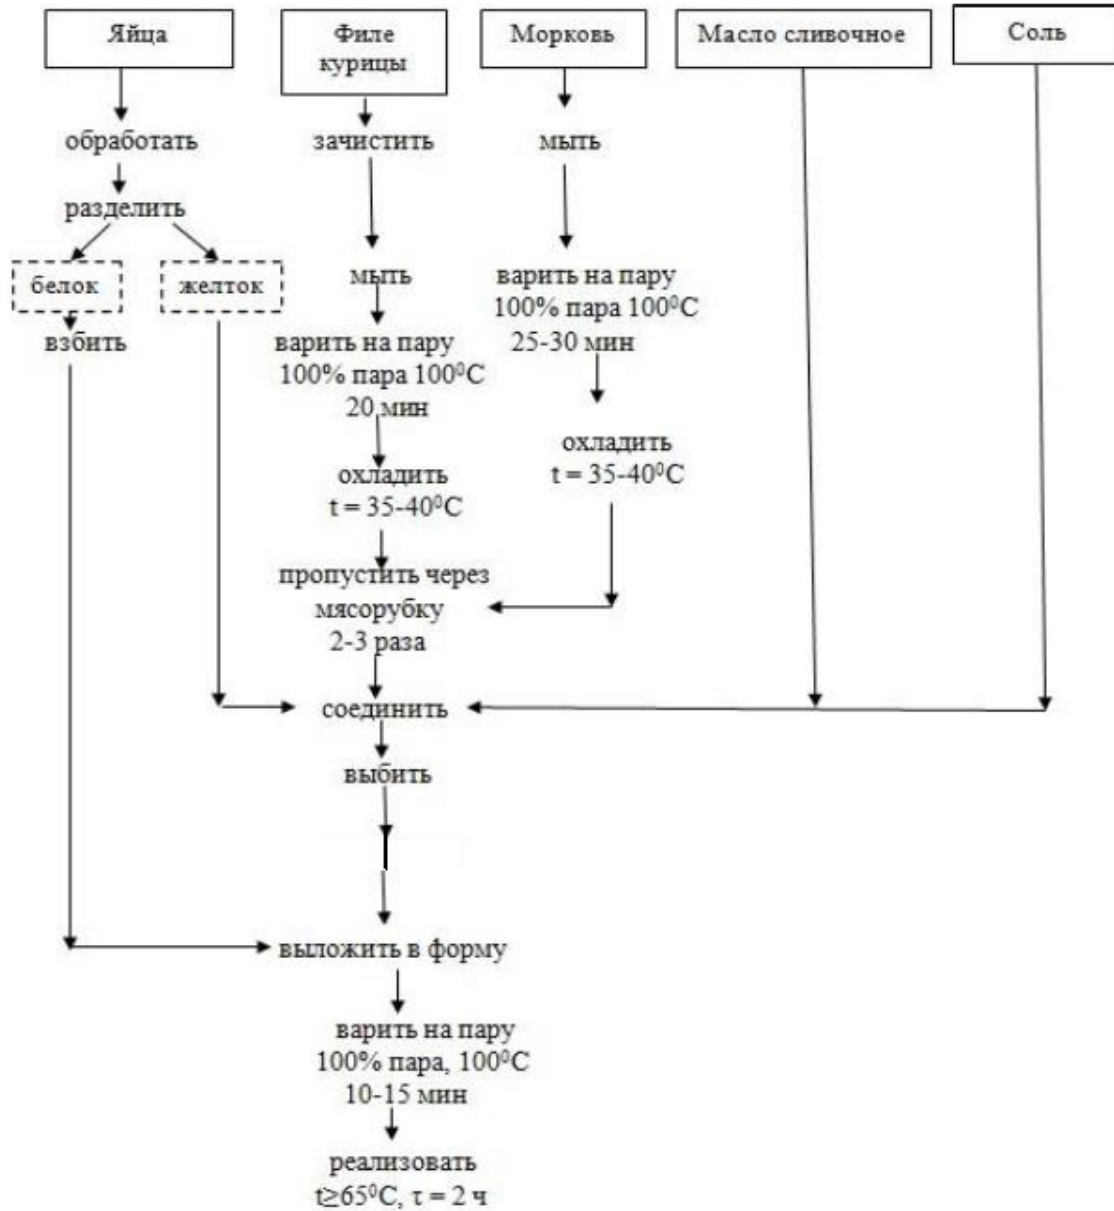 Яйца
Филе
курицы
Морковь
Масло сливочное
Соль
обработать
зачистить
мыть
разделить
белок
желток
мыть
варить на пару
100% пара 100⁰С
25-30 мин
взбить
варить на пару
100% пара 100⁰С
20 мин
охладить
t = 35-40⁰С
охладить
t = 35-40⁰С
пропустить через
мясорубку
2-3 раза
соединить
выбить
выложить в форму
варить на пару
100% пара, 100⁰С
10-15 мин
реализовать
t≥65⁰С, τ = 2 ч